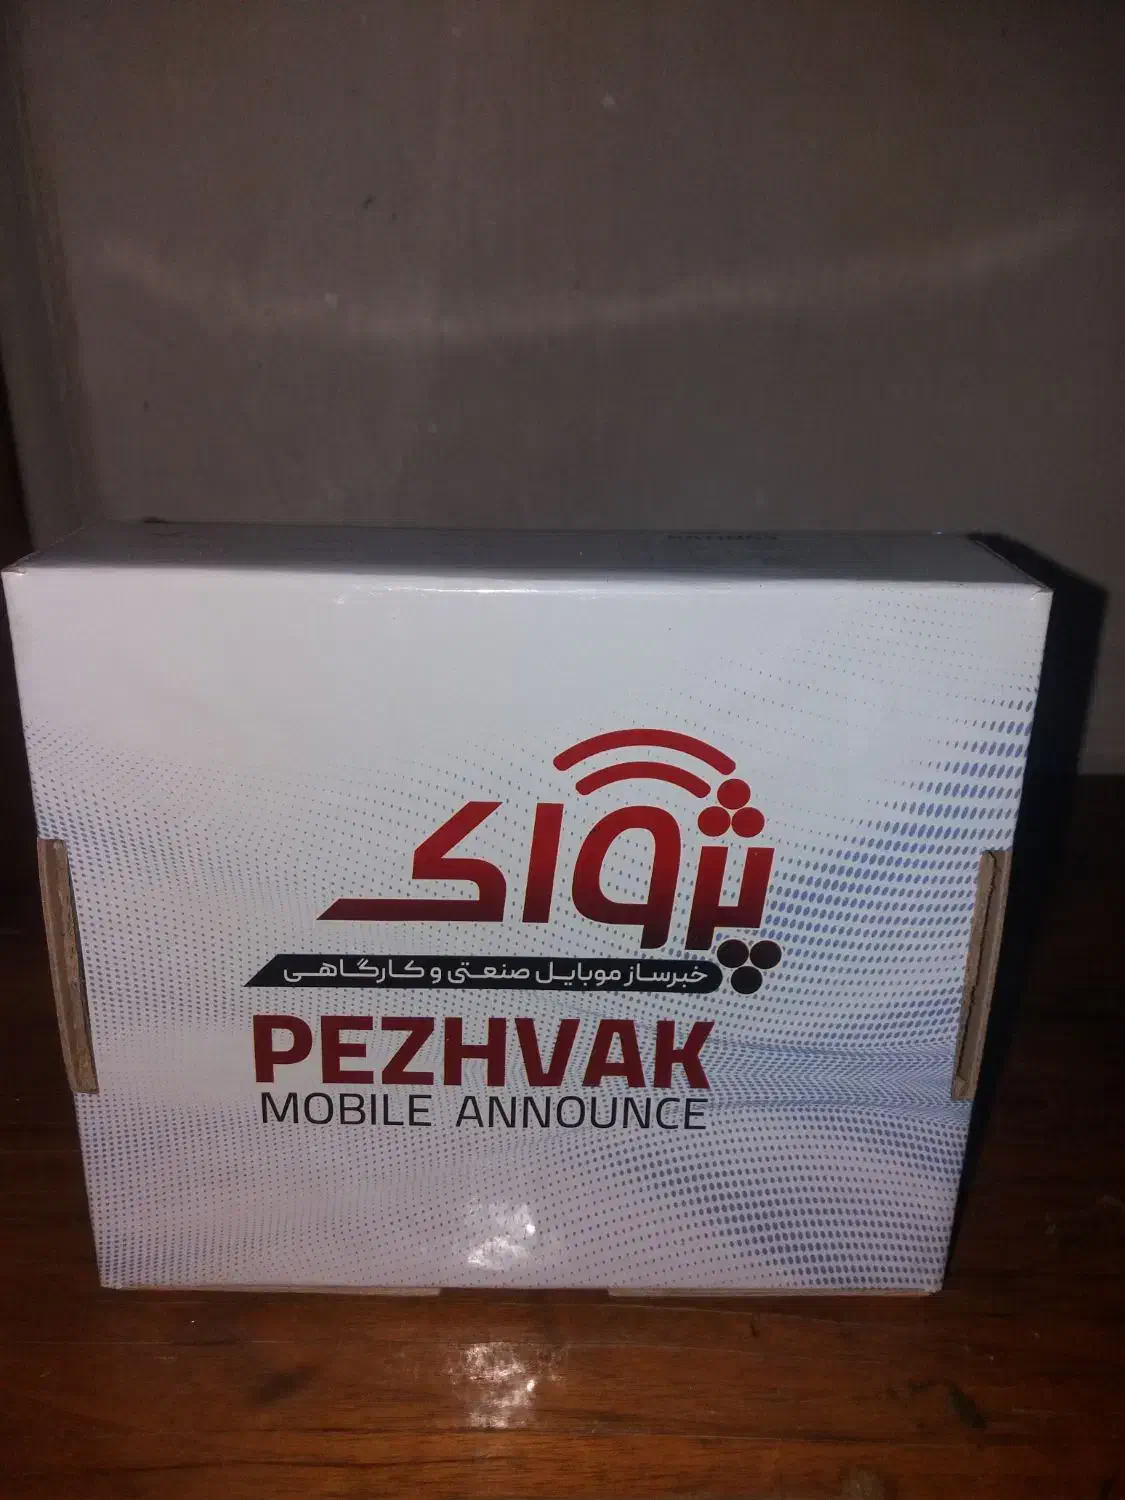 پژواک
خبرساز موبایل صنعتی و کارگاهی
PEZHVAK
MOBILE ANNOUNCE